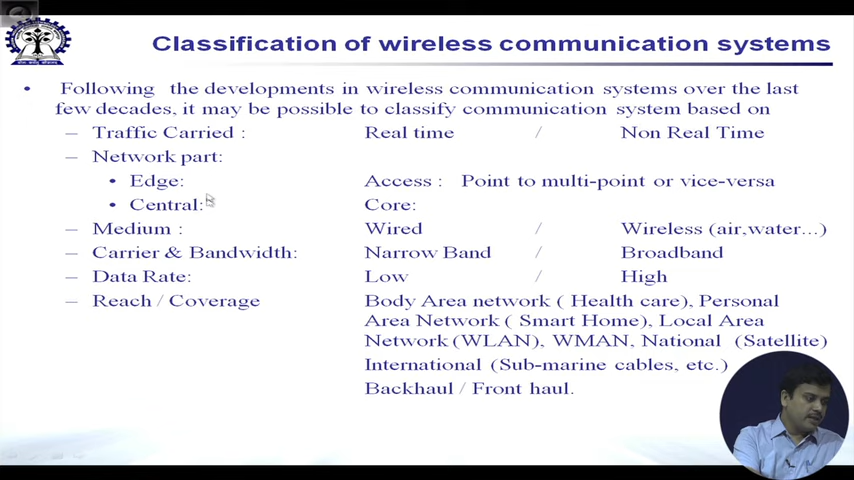 Classification of wireless communication systems
• Following the developments in wireless communication systems over the last
few decades, it may be possible to classify communication system based on
– Traffic Carried : Real time / Non Real Time
– Network part:
• Edge: Access : Point to multi-point or vice-versa
• Central: Core:
– Medium : Wired / Wireless (air,water...)
– Carrier & Bandwidth: Narrow Band / Broadband
– Data Rate: Low / High
– Reach / Coverage Body Area network ( Health care), Personal
Area Network ( Smart Home), Local Area
Network (WLAN), WMAN, National (Satellite)
International (Sub-marine cables, etc.)
Backhaul / Front haul.